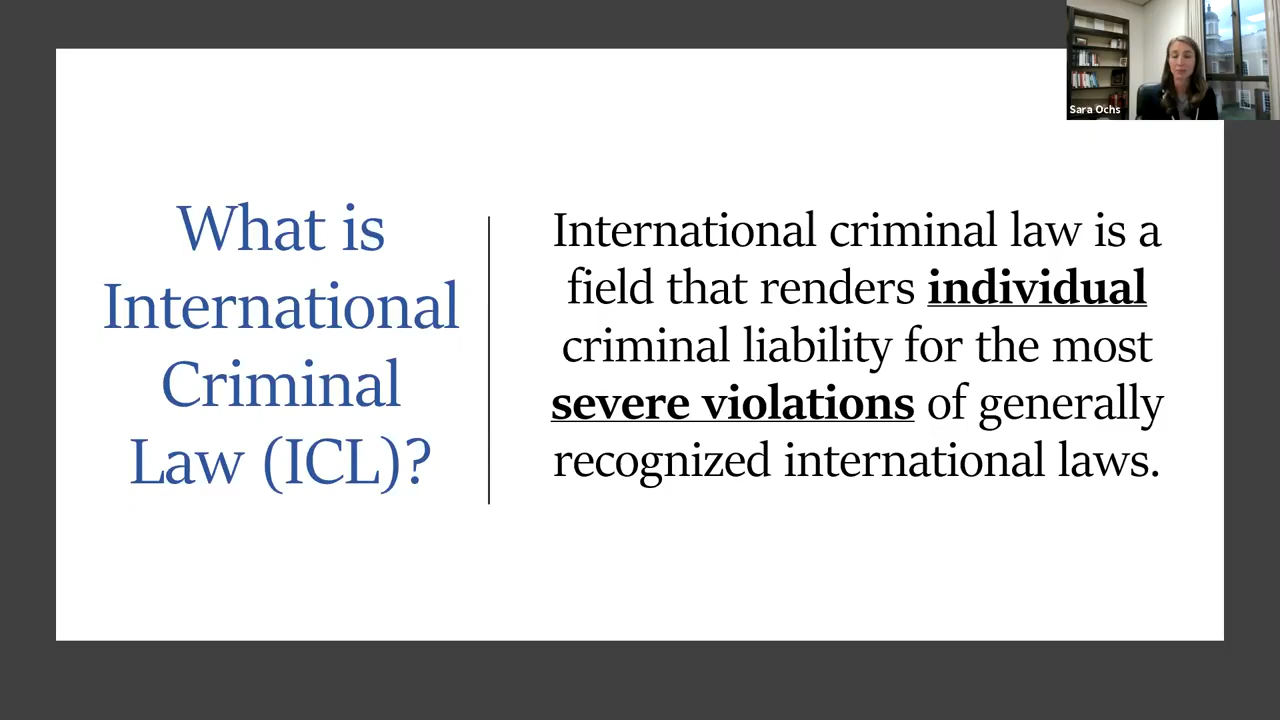 Sara Ochs
What is
International
Criminal
Law (ICL)?
International criminal law is a
field that renders individual
criminal liability for the most
severe violations of generally
recognized international laws.